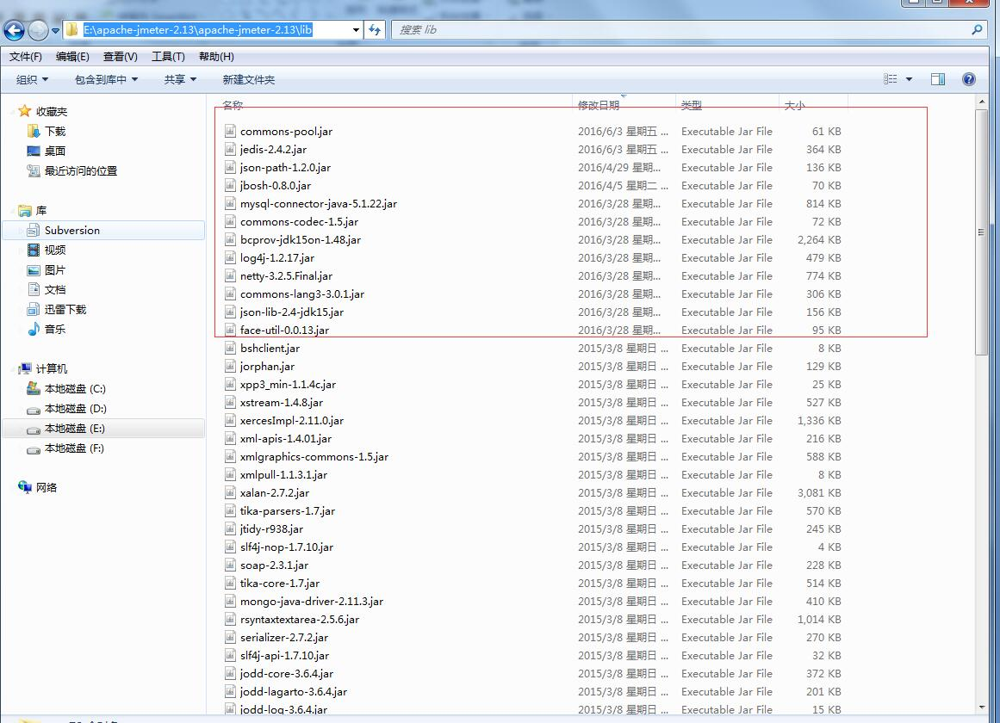 E:\apache-jmeter-2.13\apache-jmeter-2.13\lib
搜索 lib
文件(F) 编辑(E) 查看(V) 工具(T) 帮助(H)
组织 包含到库中 共享 新建文件夹
收藏夹
下载
桌面
最近访问的位置
库
Subversion
视频
图片
文档
迅雷下载
音乐
计算机
本地磁盘 (C:)
本地磁盘 (D:)
本地磁盘 (E:)
本地磁盘 (F:)
网络
名称 修改日期 类型 大小
commons-pool.jar 2016/6/3 星期五 ... Executable Jar File 61 KB
jedis-2.4.2.jar 2016/6/3 星期五 ... Executable Jar File 364 KB
json-path-1.2.0.jar 2016/4/29 星期... Executable Jar File 136 KB
jbosh-0.8.0.jar 2016/4/5 星期二 ... Executable Jar File 70 KB
mysql-connector-java-5.1.22.jar 2016/3/28 星期... Executable Jar File 814 KB
commons-codec-1.5.jar 2016/3/28 星期... Executable Jar File 72 KB
bcprov-jdk15on-1.48.jar 2016/3/28 星期... Executable Jar File 2,264 KB
log4j-1.2.17.jar 2016/3/28 星期... Executable Jar File 479 KB
netty-3.2.5.Final.jar 2016/3/28 星期... Executable Jar File 774 KB
commons-lang3-3.0.1.jar 2016/3/28 星期... Executable Jar File 306 KB
json-lib-2.4-jdk15.jar 2016/3/28 星期... Executable Jar File 156 KB
face-util-0.0.13.jar 2016/3/28 星期... Executable Jar File 95 KB
bshclient.jar 2015/3/8 星期日 ... Executable Jar File 8 KB
jorphan.jar 2015/3/8 星期日 ... Executable Jar File 129 KB
xpp3_min-1.1.4c.jar 2015/3/8 星期日 ... Executable Jar File 25 KB
xstream-1.4.8.jar 2015/3/8 星期日 ... Executable Jar File 527 KB
xercesImpl-2.11.0.jar 2015/3/8 星期日 ... Executable Jar File 1,336 KB
xml-apis-1.4.01.jar 2015/3/8 星期日 ... Executable Jar File 216 KB
xmlgraphics-commons-1.5.jar 2015/3/8 星期日 ... Executable Jar File 588 KB
xmlpull-1.1.3.1.jar 2015/3/8 星期日 ... Executable Jar File 8 KB
xalan-2.7.2.jar 2015/3/8 星期日 ... Executable Jar File 3,081 KB
tika-parsers-1.7.jar 2015/3/8 星期日 ... Executable Jar File 570 KB
jtidy-r938.jar 2015/3/8 星期日 ... Executable Jar File 245 KB
slf4j-nop-1.7.10.jar 2015/3/8 星期日 ... Executable Jar File 4 KB
soap-2.3.1.jar 2015/3/8 星期日 ... Executable Jar File 228 KB
tika-core-1.7.jar 2015/3/8 星期日 ... Executable Jar File 514 KB
mongo-java-driver-2.11.3.jar 2015/3/8 星期日 ... Executable Jar File 410 KB
rsyntaxtextarea-2.5.6.jar 2015/3/8 星期日 ... Executable Jar File 1,014 KB
serializer-2.7.2.jar 2015/3/8 星期日 ... Executable Jar File 270 KB
slf4j-api-1.7.10.jar 2015/3/8 星期日 ... Executable Jar File 32 KB
jodd-core-3.6.4.jar 2015/3/8 星期日 ... Executable Jar File 372 KB
jodd-lagarto-3.6.4.jar 2015/3/8 星期日 ... Executable Jar File 201 KB
jodd-log-3.6.4.jar 2015/3/8 星期日 ... Executable Jar File 15 KB